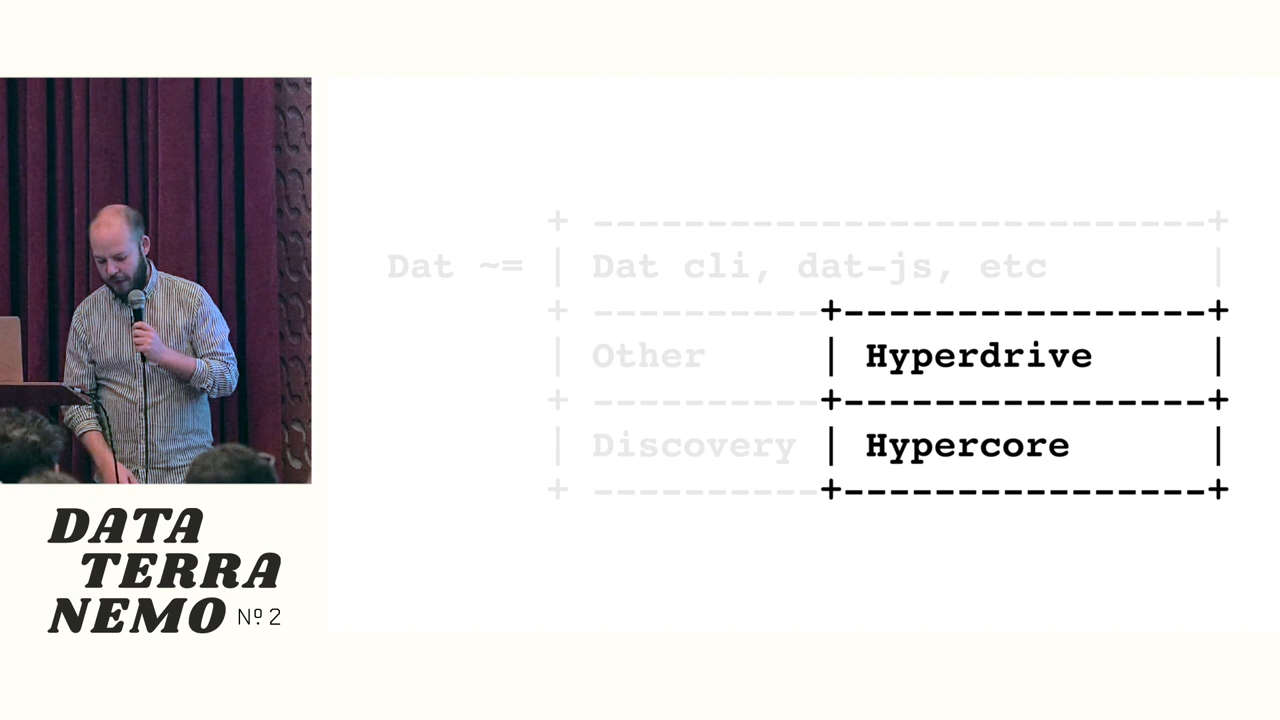 + ---------------------------+
Dat ~= | Dat cli, dat-js, etc |
+ ----------+----------------+
| Other | Hyperdrive |
+ ----------+----------------+
| Discovery | Hypercore |
+ ----------+----------------+
DATA
TERRA
NEMO Nº 2